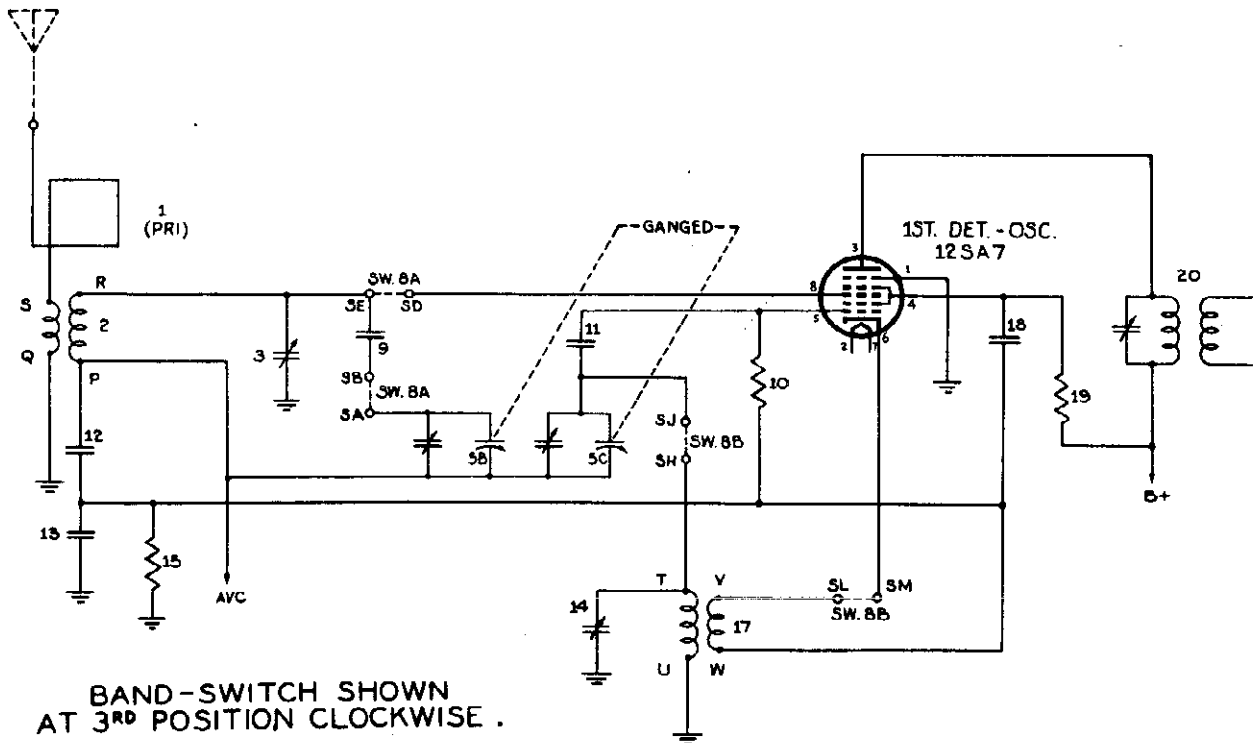 GANGED
1
(PRI)
1ST. DET. - OSC.
12SA7
3
1
8
4
5
6
2
7
20
S
R
2
Q
P
SW. 8A
SE
SD
3
9
11
10
18
19
SB
SW. 8A
SA
5B
5C
SJ
SW. 8B
SH
12
B+
13
15
AVC
T
V
SL
SM
SW. 8B
14
17
U
W
BAND-SWITCH SHOWN
AT 3RD POSITION CLOCKWISE.